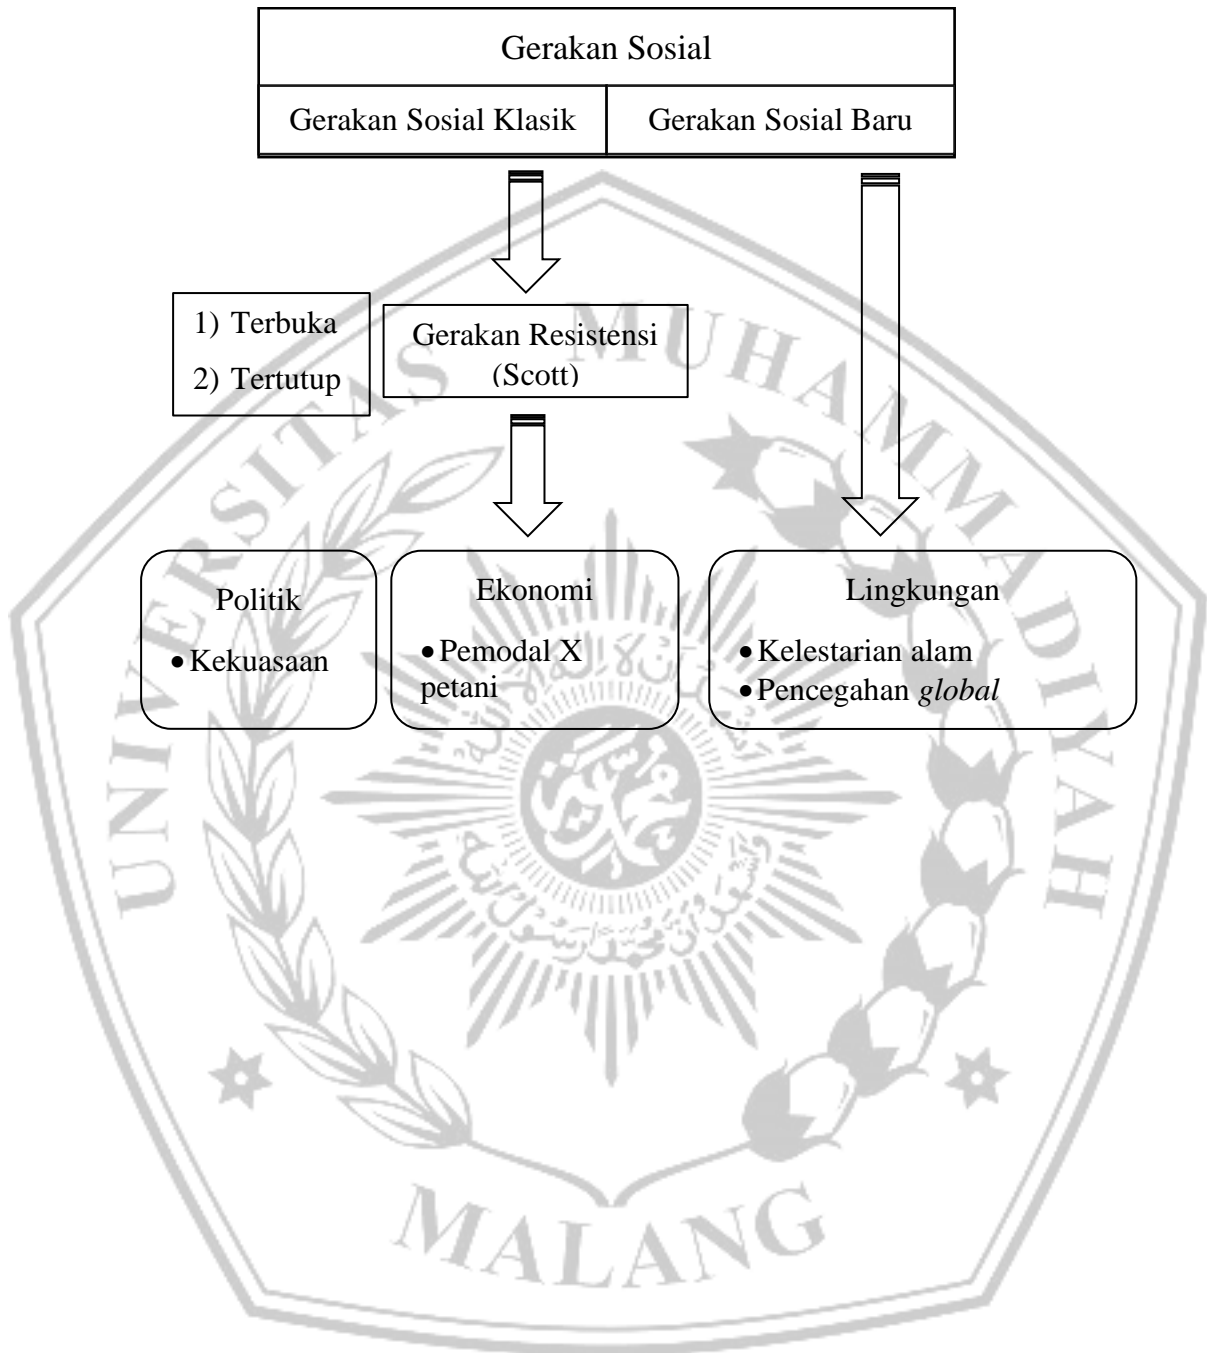 Gerakan Sosial
Gerakan Sosial Klasik
Gerakan Sosial Baru
1) Terbuka
2) Tertutup
Gerakan Resistensi
(Scott)
Politik
• Kekuasaan
Ekonomi
• Pemodal X
petani
Lingkungan
• Kelestarian alam
• Pencegahan global
UNIVERSITAS MUHAMMADIYAH
MALANG